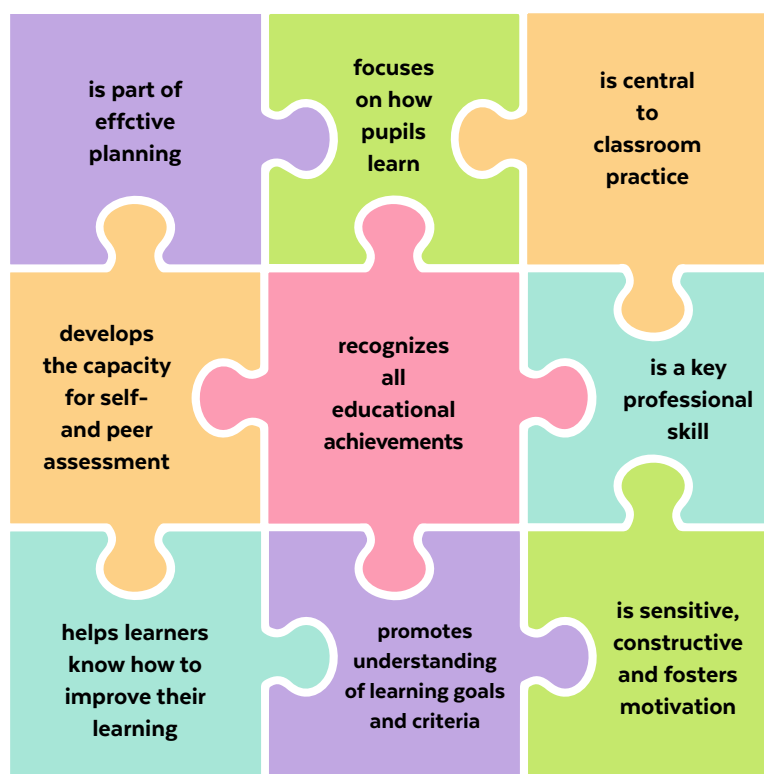 is part of
effctive
planning
focuses
on how
pupils
learn
is central
to
classroom
practice
develops
the capacity
for self-
and peer
assessment
recognizes
all
educational
achievements
is a key
professional
skill
helps learners
know how to
improve their
learning
promotes
understanding
of learning goals
and criteria
is sensitive,
constructive
and fosters
motivation